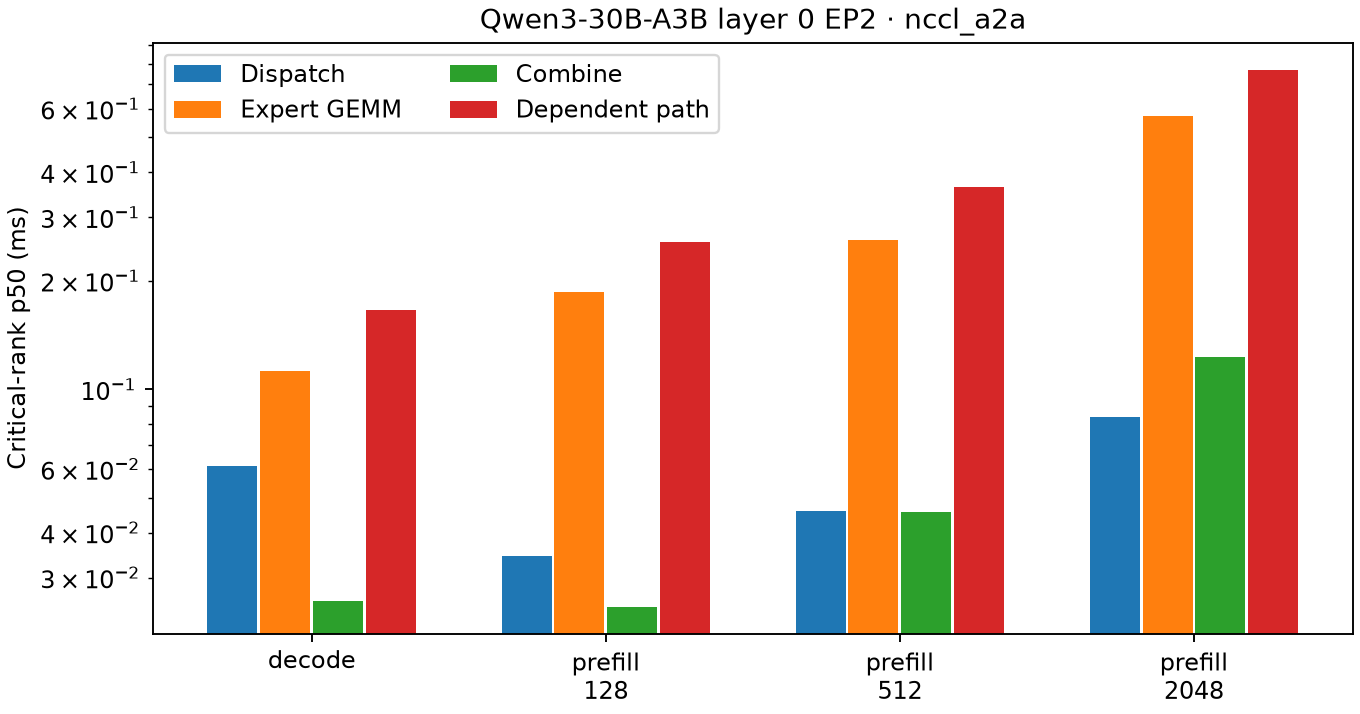 Qwen3-30B-A3B layer 0 EP2 · nccl_a2a
Dispatch
Expert GEMM
Combine
Dependent path
Critical-rank p50 (ms)
6 × 10⁻¹
4 × 10⁻¹
3 × 10⁻¹
2 × 10⁻¹
10⁻¹
6 × 10⁻²
4 × 10⁻²
3 × 10⁻²
decode
prefill
128
prefill
512
prefill
2048